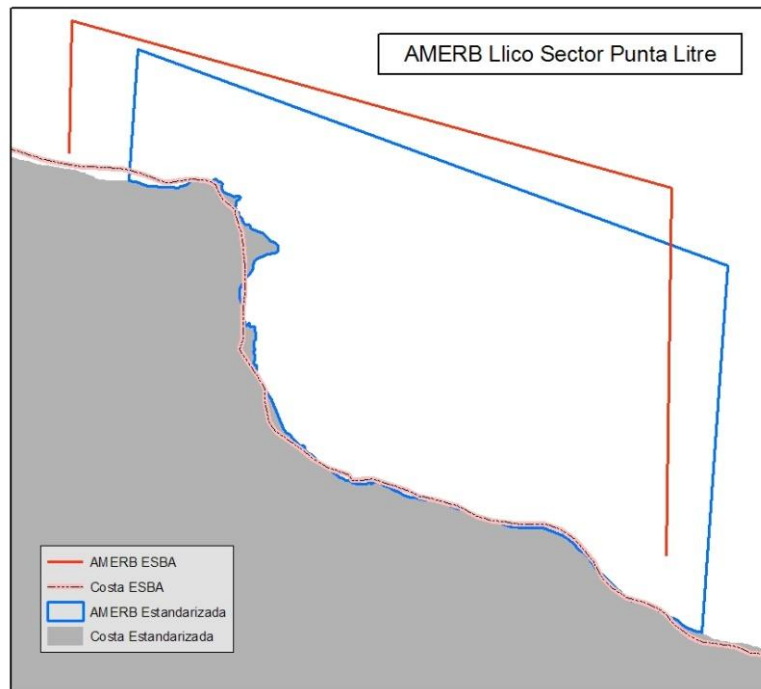 AMERB Llico Sector Punta Litre
AMERB ESBA
Costa ESBA
AMERB Estandarizada
Costa Estandarizada